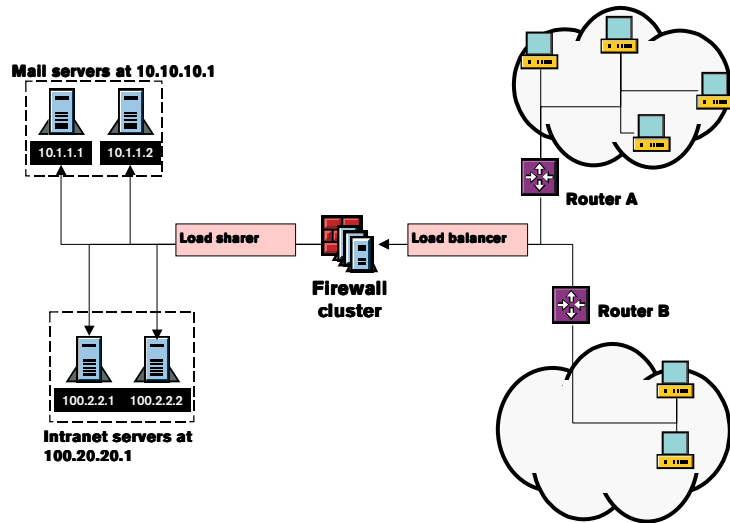 Mail servers at 10.10.10.1
10.1.1.1
10.1.1.2
Router A
Load sharer
Load balancer
Firewall
cluster
Router B
100.2.2.1
100.2.2.2
Intranet servers at
100.20.20.1